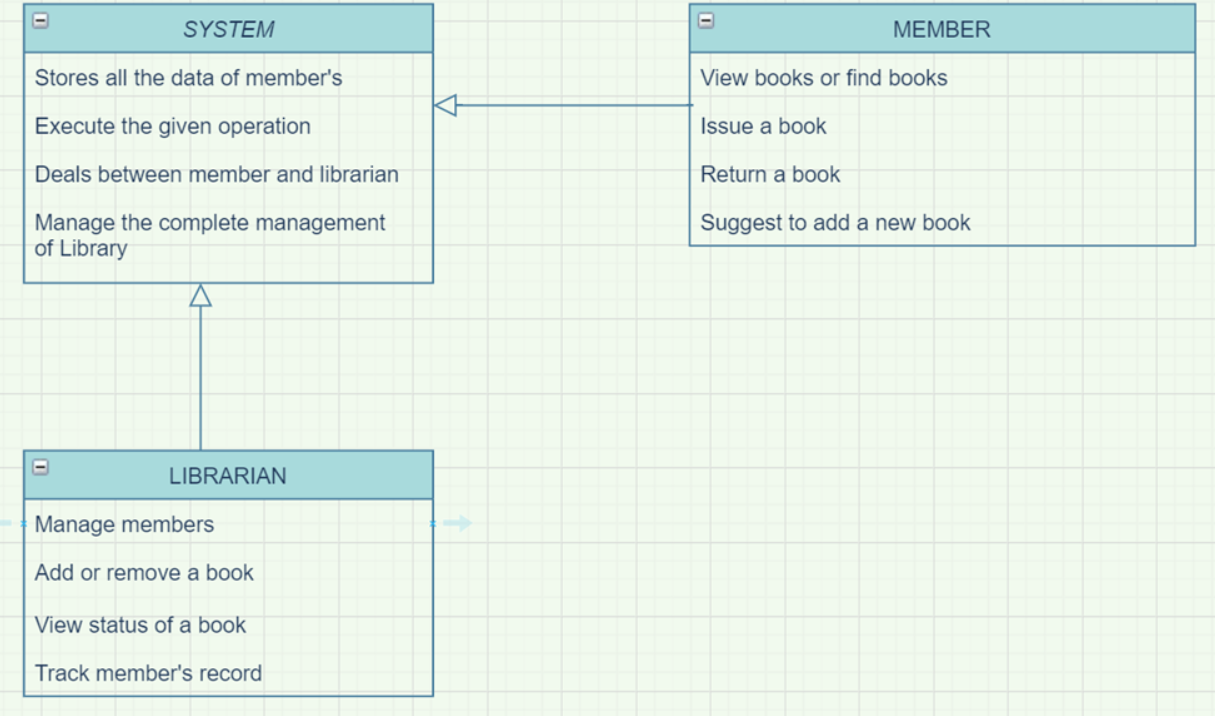 SYSTEM
Stores all the data of member's
Execute the given operation
Deals between member and librarian
Manage the complete management
of Library
MEMBER
View books or find books
Issue a book
Return a book
Suggest to add a new book
LIBRARIAN
Manage members
Add or remove a book
View status of a book
Track member's record